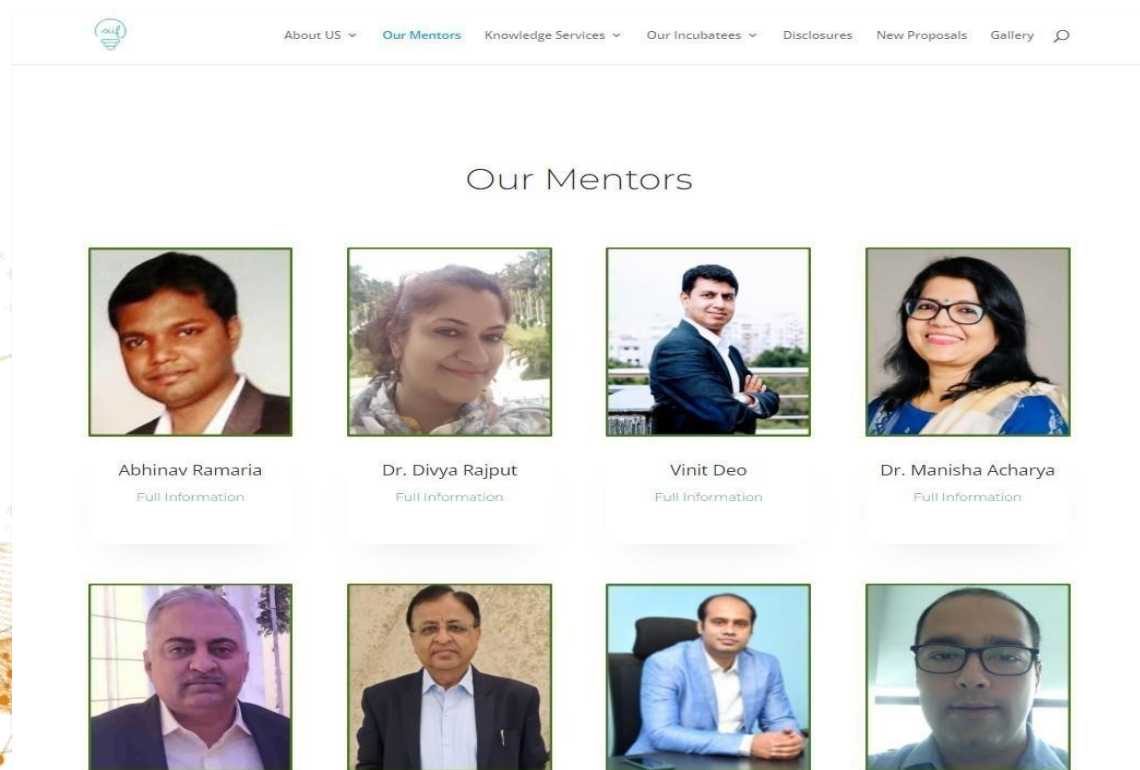 siif
About US Our Mentors Knowledge Services Our Incubatees Disclosures New Proposals Gallery
Our Mentors
Abhinav Ramaria Dr. Divya Rajput Vinit Deo Dr. Manisha Acharya
Full Information Full Information Full Information Full Information